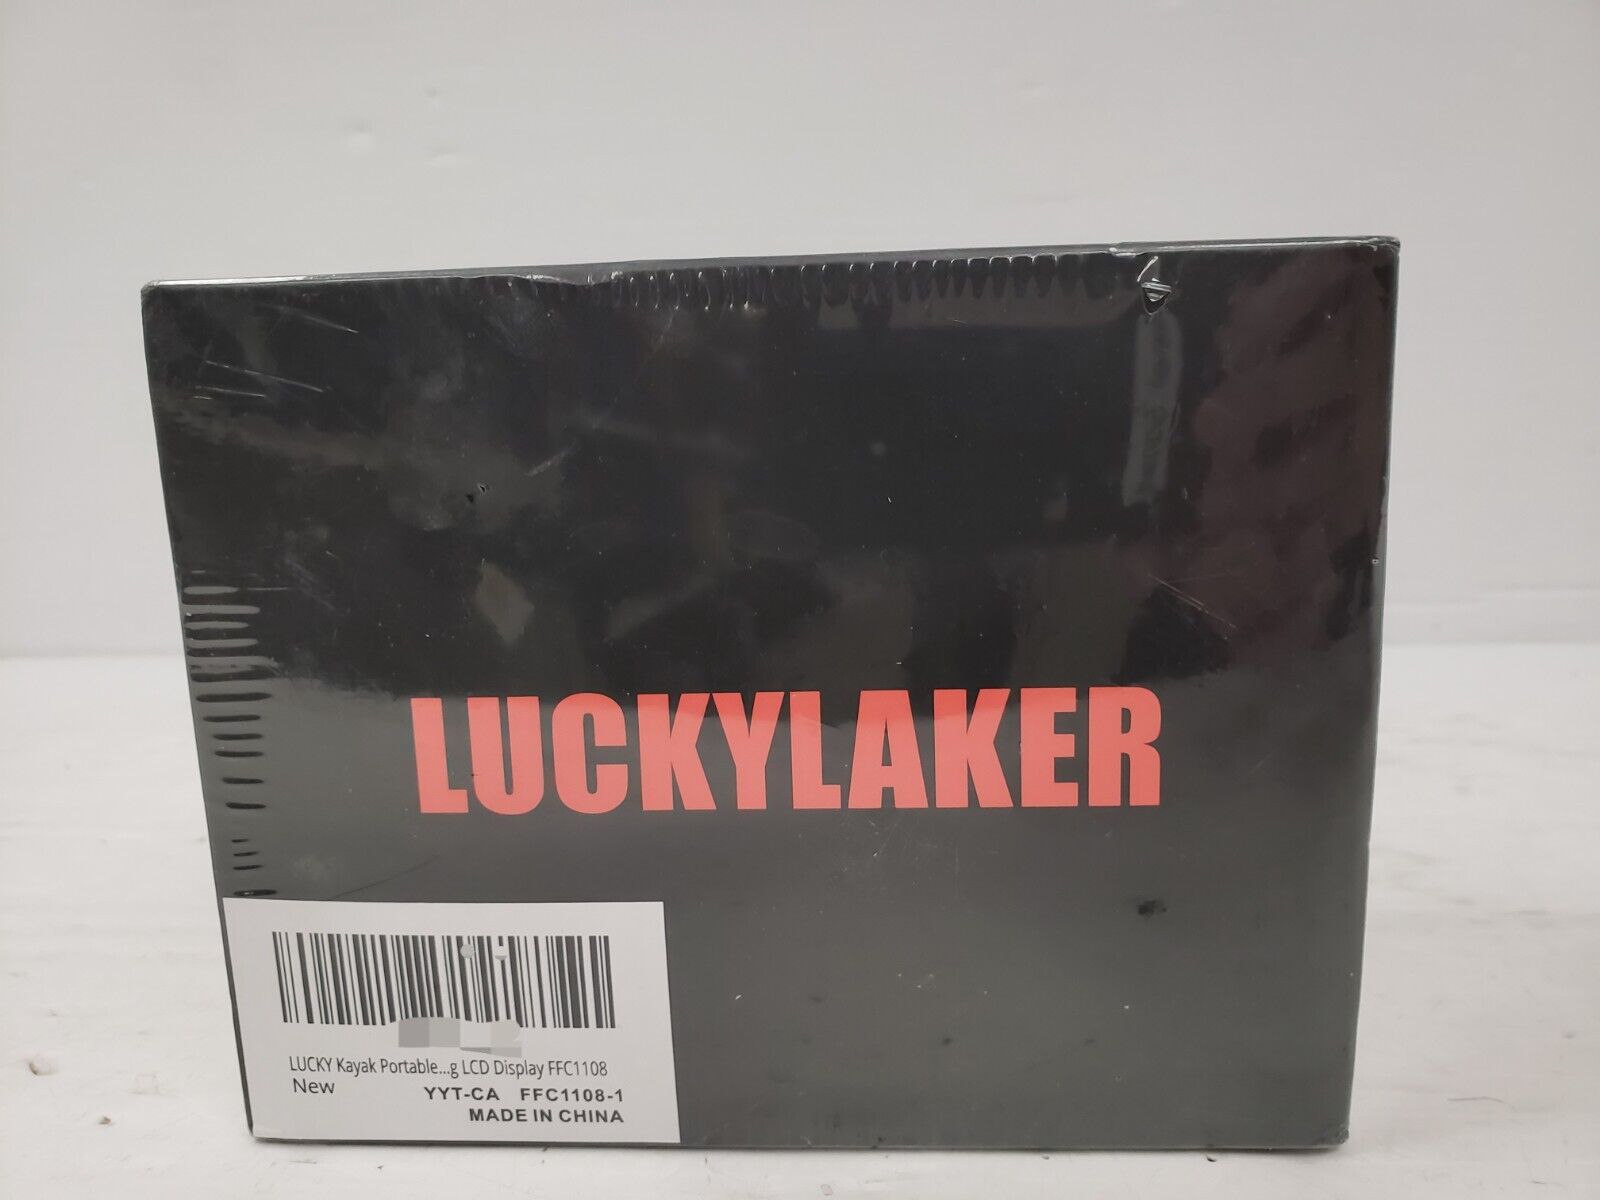 LUCKYLAKER
LUCKY Kayak Portable...g LCD Display FFC1108
New
YYT-CA FFC1108-1
MADE IN CHINA